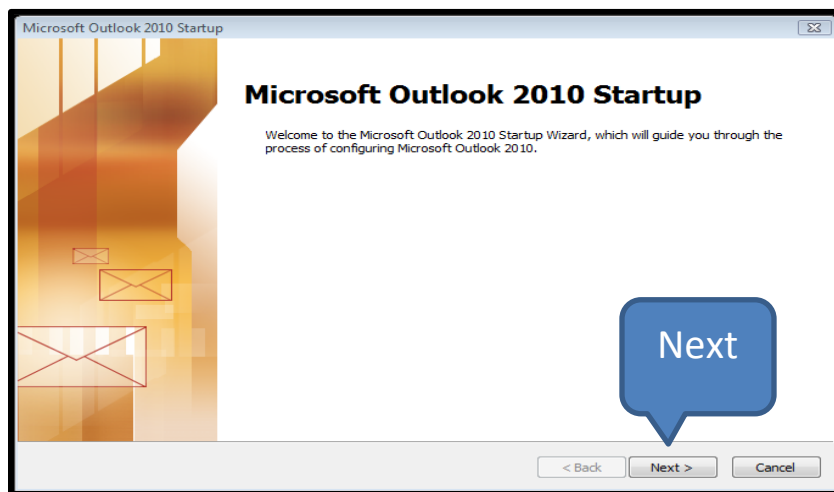 Microsoft Outlook 2010 Startup
Microsoft Outlook 2010 Startup
Welcome to the Microsoft Outlook 2010 Startup Wizard, which will guide you through the
process of configuring Microsoft Outlook 2010.
Next
< Back Next > Cancel